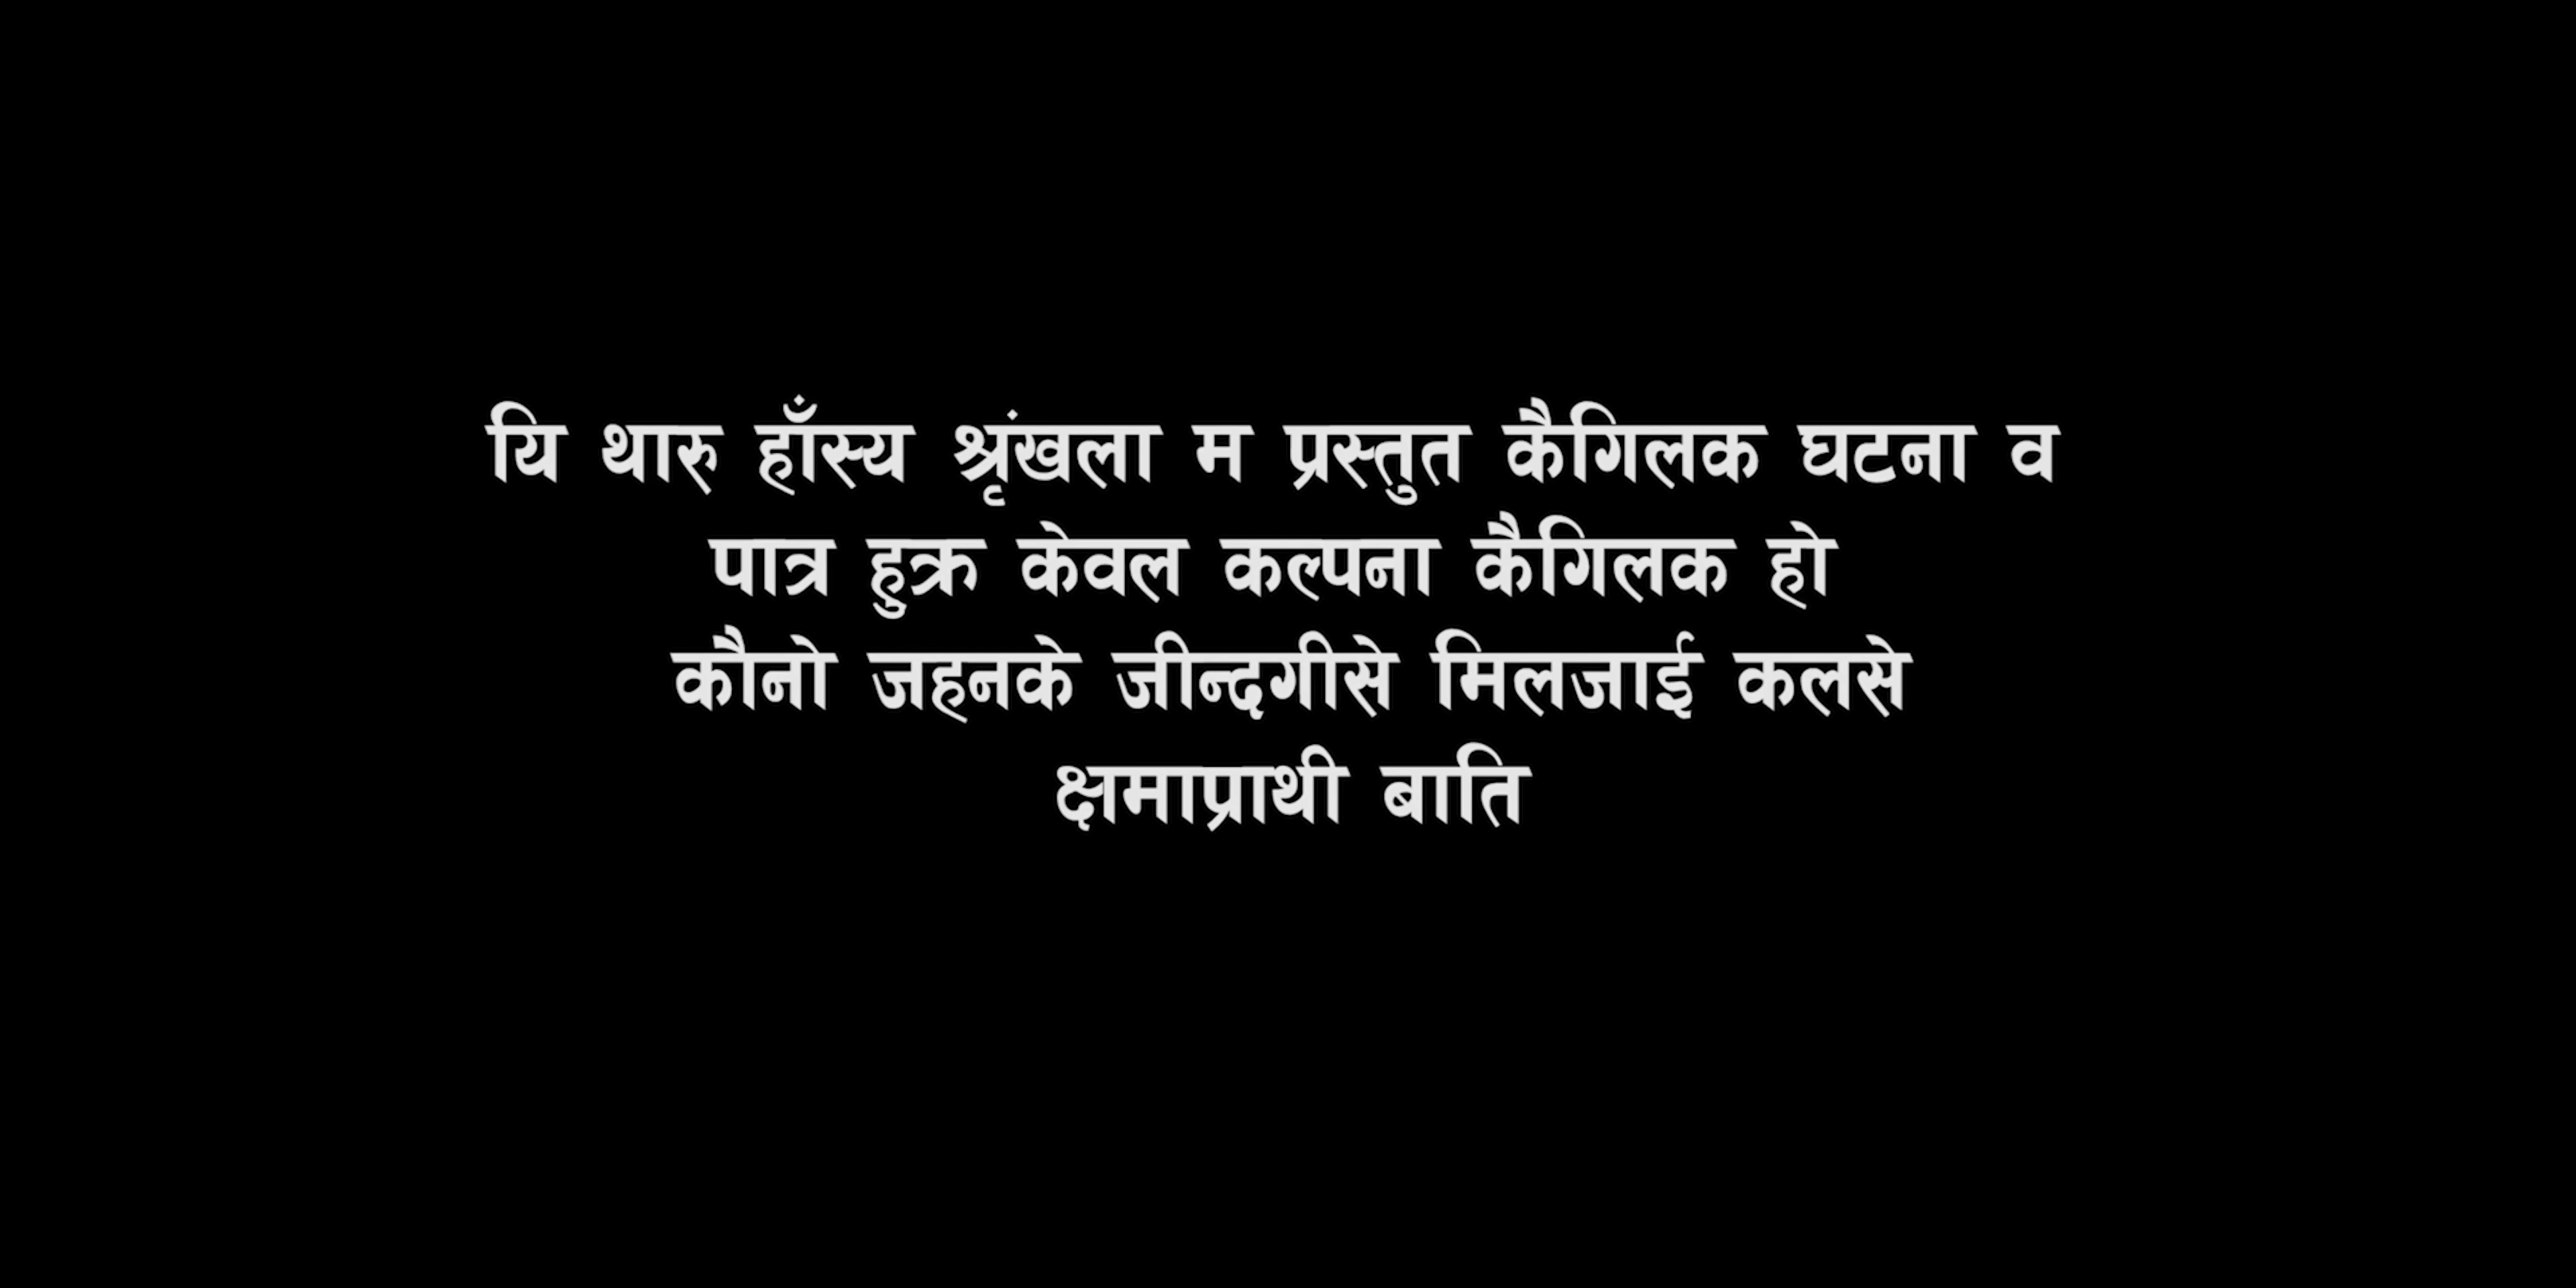 यि थारु हाँस्य श्रृंखला म प्रस्तुत कैगिलक घटना व
पात्र हुक्र केवल कल्पना कैगिलक हो
कौनो जहनके जीन्दगीसे मिलजाई कलसे
क्षमाप्राथी बाति